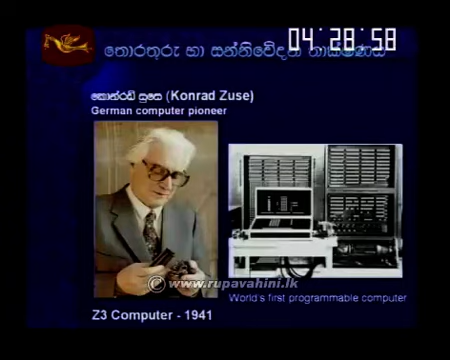 04:28:58
තොරතුරු හා සන්නිවේදන තාක්ෂණය
කොන්රඩ් සුසෙ (Konrad Zuse)
German computer pioneer
© www.rupavahini.lk
World's first programmable computer
Z3 Computer - 1941